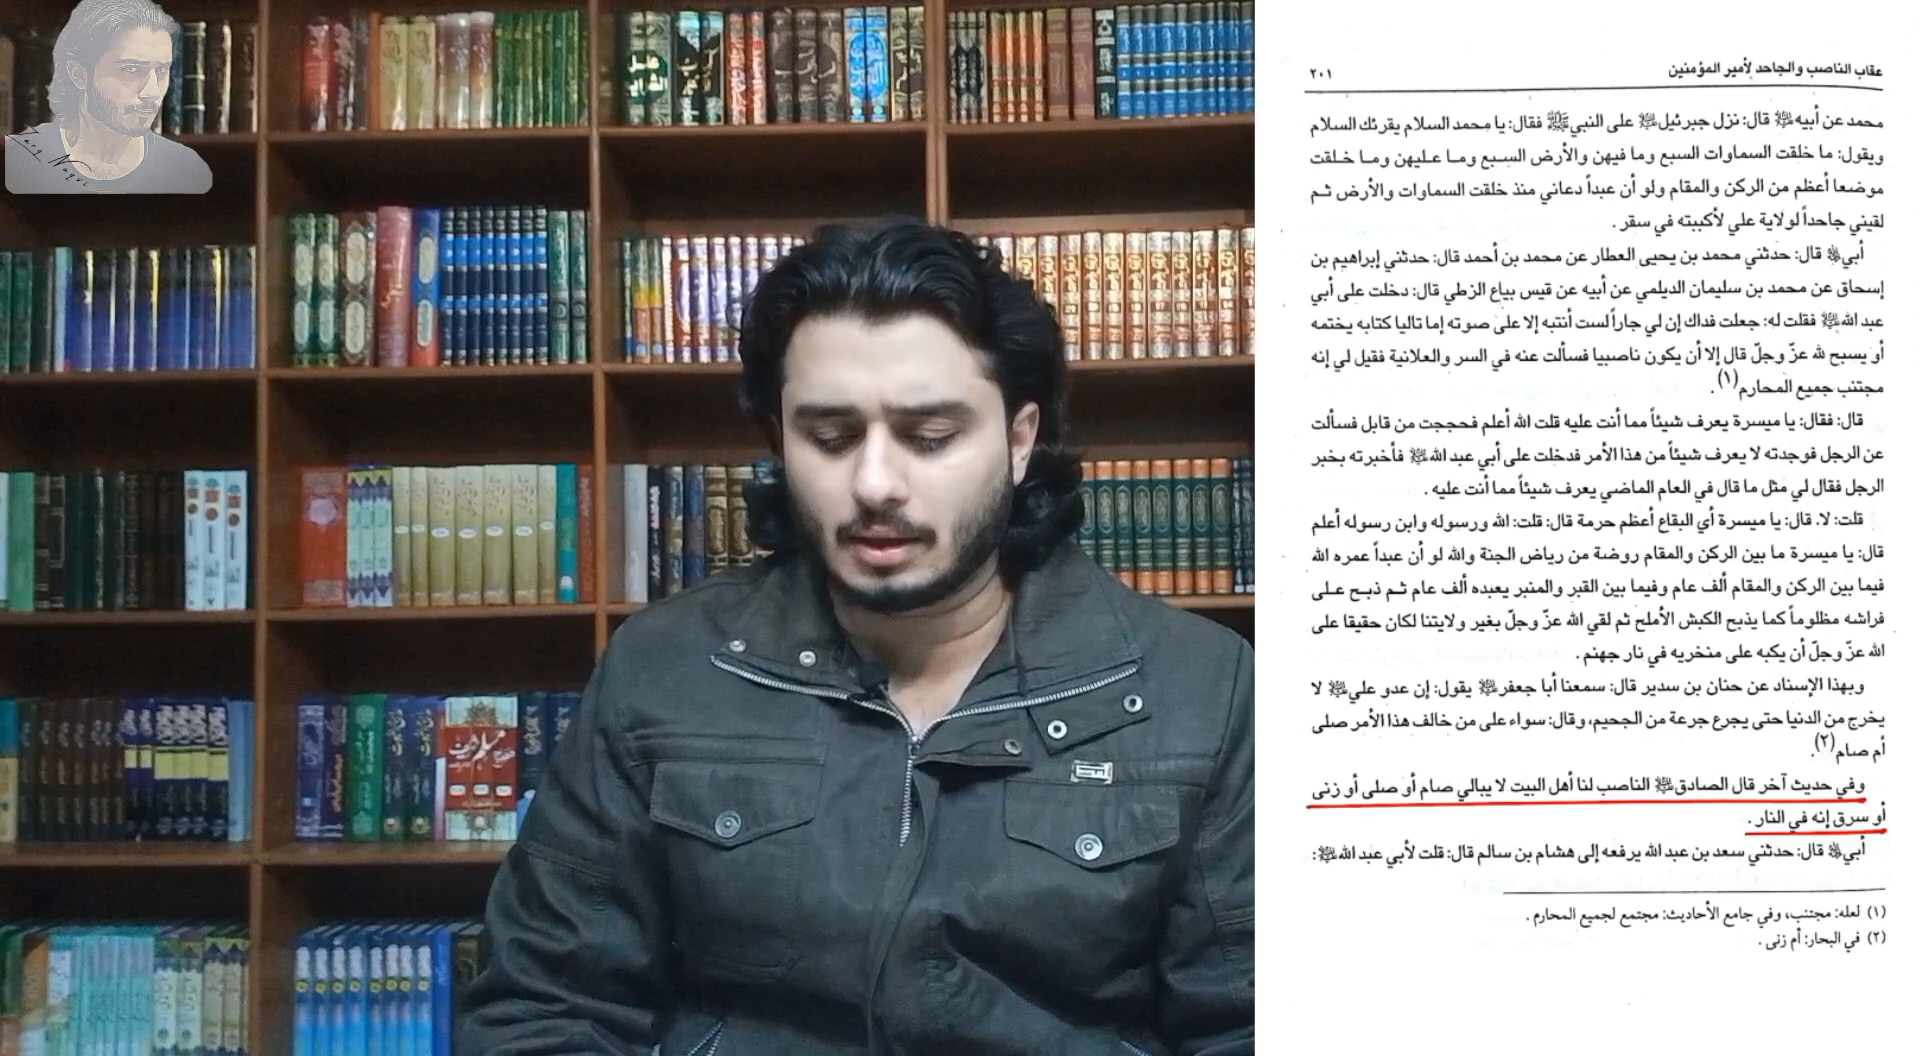 Zarq Naqvi
صحيح مسلم شريف
عقاب الناصب والجاحد لأمير المؤمنين ٢٠١
محمد عن أبيه ﵇ قال: نزل جبرئيل ﵇ على النبي ﷺ فقال: يا محمد السلام يقرئك السلام
ويقول: ما خلقت السماوات السبع وما فيهن والأرض السبع وما عليهن وما خلقت
موضعا أعظم من الركن والمقام ولو أن عبداً دعاني منذ خلقت السماوات والأرض ثم
لقيني جاحداً لولاية علي لأكببته في سقر .
أبي ﵀ قال: حدثني محمد بن يحيى العطار عن محمد بن أحمد قال: حدثني إبراهيم بن
إسحاق عن محمد بن سليمان الديلمي عن أبيه عن قيس بياع الزطي قال: دخلت على أبي
عبد الله ﵇ فقلت له: جعلت فداك إن لي جاراً لست أنتبه إلا على صوته إما تاليا كتابه يختمه
أو يسبح لله عزّ وجلّ قال إلا أن يكون ناصبيا فسألت عنه في السر والعلانية فقيل لي إنه
مجتنب جميع المحارم(١) .
قال: فقال: يا ميسرة يعرف شيئاً مما أنت عليه قلت الله أعلم فحججت من قابل فسألت
عن الرجل فوجدته لا يعرف شيئاً من هذا الأمر فدخلت على أبي عبد الله ﵇ فأخبرته بخبر
الرجل فقال لي مثل ما قال في العام الماضي يعرف شيئاً مما أنت عليه .
قلت: لا. قال: يا ميسرة أي البقاع أعظم حرمة قال: قلت: الله ورسوله وابن رسوله أعلم
قال: يا ميسرة ما بين الركن والمقام روضة من رياض الجنة والله لو أن عبداً عمره الله
فيما بين الركن والمقام ألف عام وفيما بين القبر والمنبر يعبده ألف عام ثم ذبح على
فراشه مظلوماً كما يذبح الكبش الأملح ثم لقي الله عزّ وجلّ بغير ولايتنا لكان حقيقا على
الله عزّ وجلّ أن يكبه على منخريه في نار جهنم .
وبهذا الإسناد عن حنان بن سدير قال: سمعنا أبا جعفر ﵇ يقول: إن عدو علي ﵇ لا
يخرج من الدنيا حتى يجرع جرعة من الجحيم، وقال: سواء على من خالف هذا الأمر صلى
أم صام(٢).
وفي حديث آخر قال الصادق ﵇ الناصب لنا أهل البيت لا يبالي صام أو صلى أو زنى
أو سرق إنه في النار .
أبي ﵀ قال: حدثني سعد بن عبد الله يرفعه إلى هشام بن سالم قال: قلت لأبي عبد الله ﵇:
(١) لعله: مجتنب، وفي جامع الأحاديث: مجتمع لجميع المحارم .
(٢) في البحار: أم زنى .